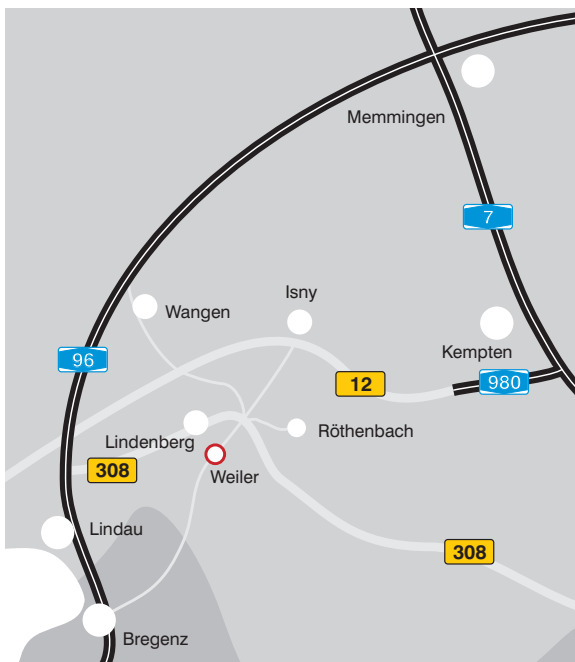 Memmingen
7
Isny
Wangen
Kempten
96
12
980
Lindenberg
Röthenbach
308
Weiler
Lindau
308
Bregenz